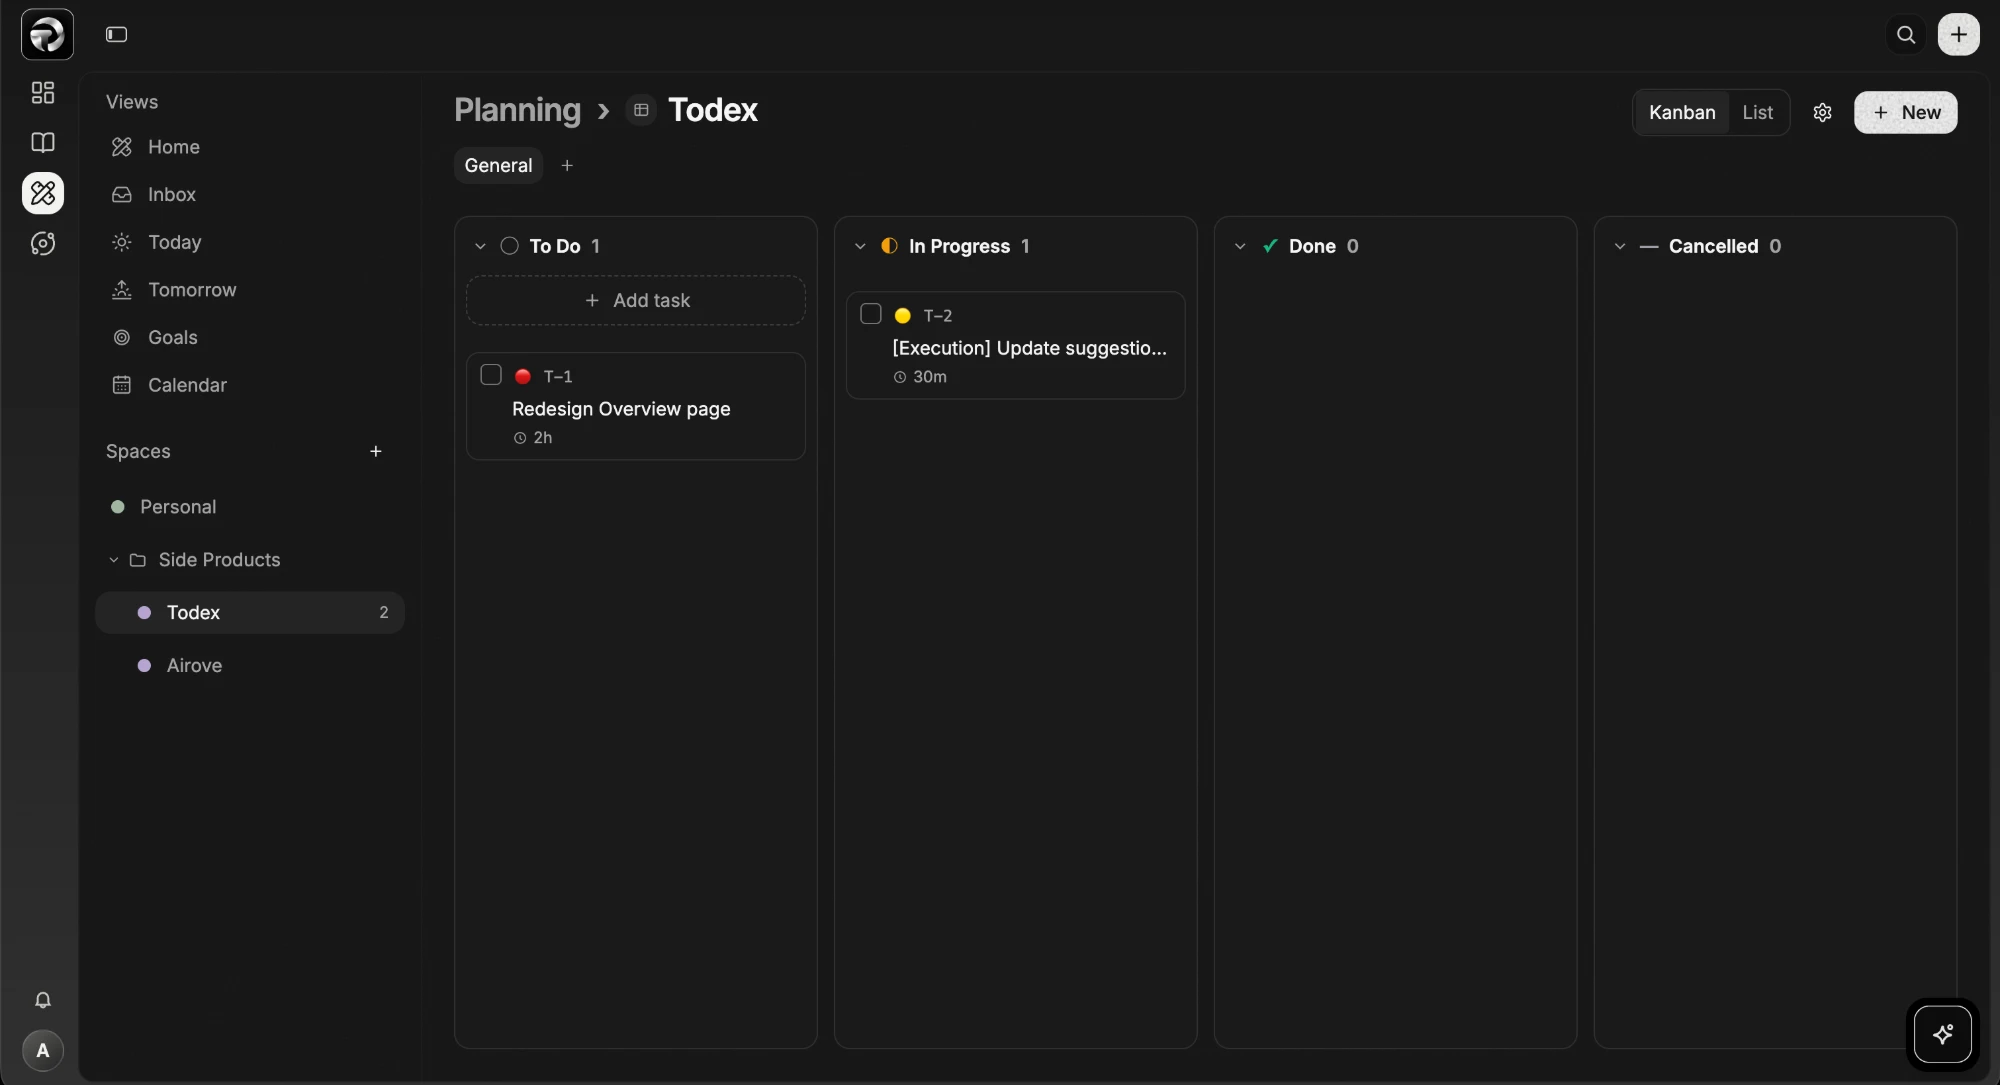 Views
Home
Inbox
Today
Tomorrow
Goals
Calendar
Spaces
Personal
Side Products
Todex 2
Airove
A
Planning › Todex
Kanban List
+ New
General +
To Do 1
+ Add task
T-1
Redesign Overview page
2h
In Progress 1
T-2
[Execution] Update suggestio...
30m
Done 0
Cancelled 0